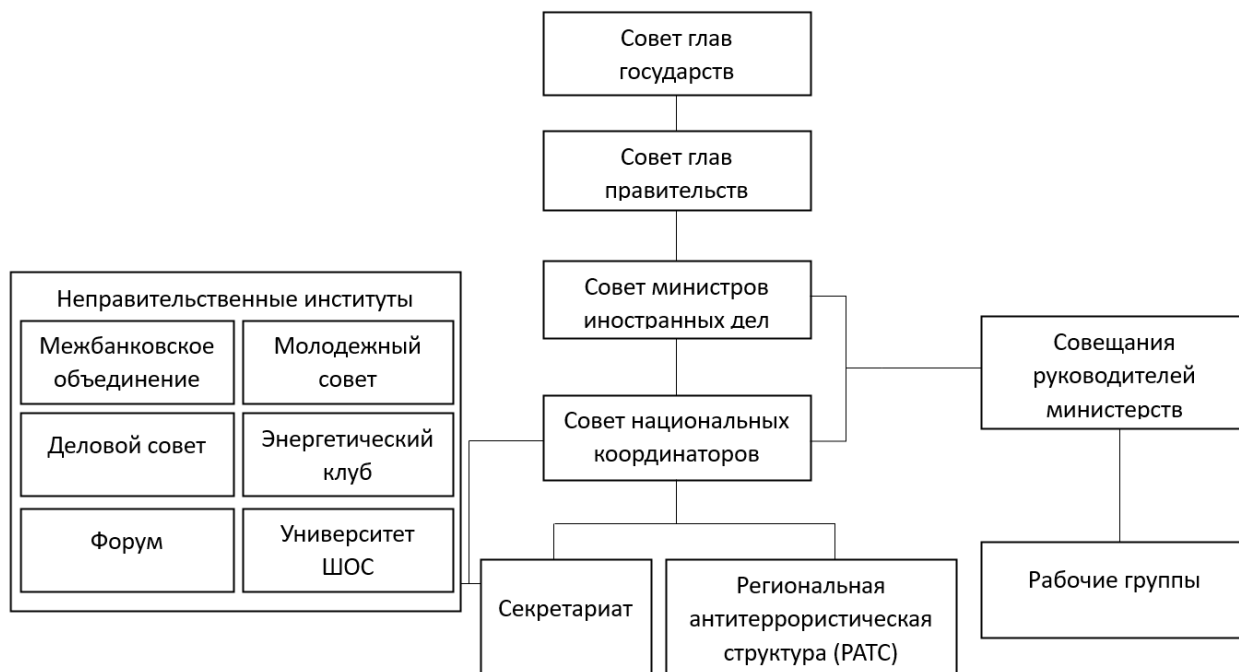 Совет глав
государств
Совет глав
правительств
Совет министров
иностранных дел
Неправительственные институты
Межбанковское
объединение
Молодежный
совет
Деловой совет
Энергетический
клуб
Форум
Университет
ШОС
Совет национальных
координаторов
Совещания
руководителей
министерств
Секретариат
Региональная
антитеррористическая
структура (РАТС)
Рабочие группы